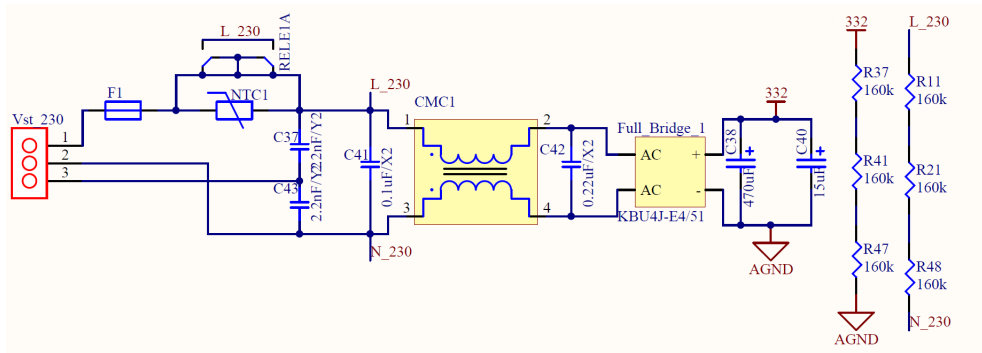 L_230
RELE1A
F1
NTC1
Vst_230
1
2
3
C37
2.2nF/Y2
C43
2.2nF/Y2
L_230
C41
0.1uF/X2
N_230
CMC1
1
2
3
4
C42
0.22uF/X2
Full_Bridge_1
AC
+
AC
-
KBU4J-E4/51
332
C38
470uF
C40
15uF
AGND
332
R37
160k
R41
160k
R47
160k
AGND
L_230
R11
160k
R21
160k
R48
160k
N_230